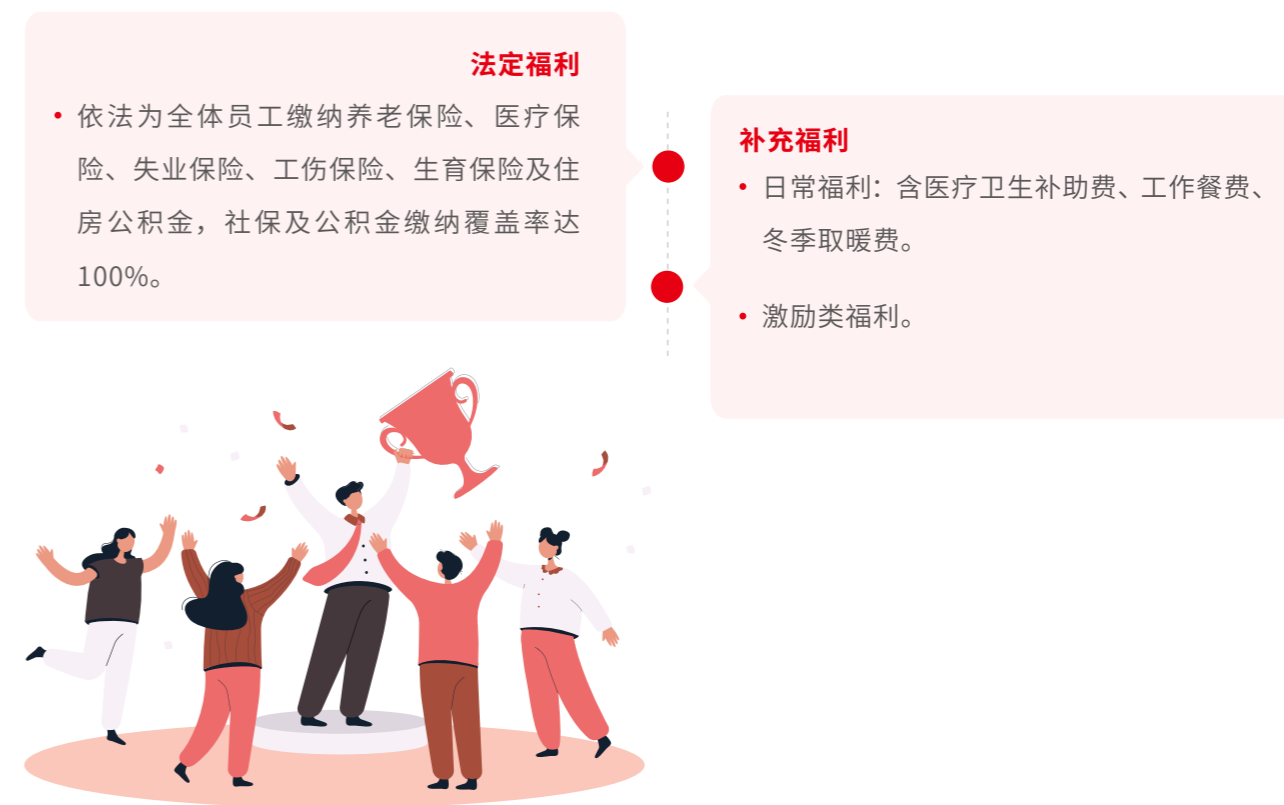 法定福利
• 依法为全体员工缴纳养老保险、医疗保
险、失业保险、工伤保险、生育保险及住
房公积金，社保及公积金缴纳覆盖率达
100%。
补充福利
• 日常福利：含医疗卫生补助费、工作餐费、
冬季取暖费。
• 激励类福利。